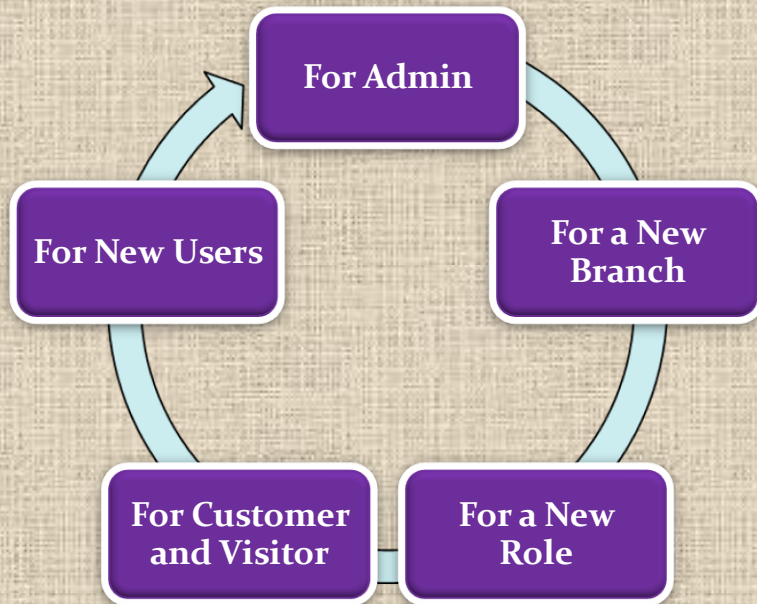 For Admin
For a New
Branch
For a New
Role
For Customer
and Visitor
For New Users